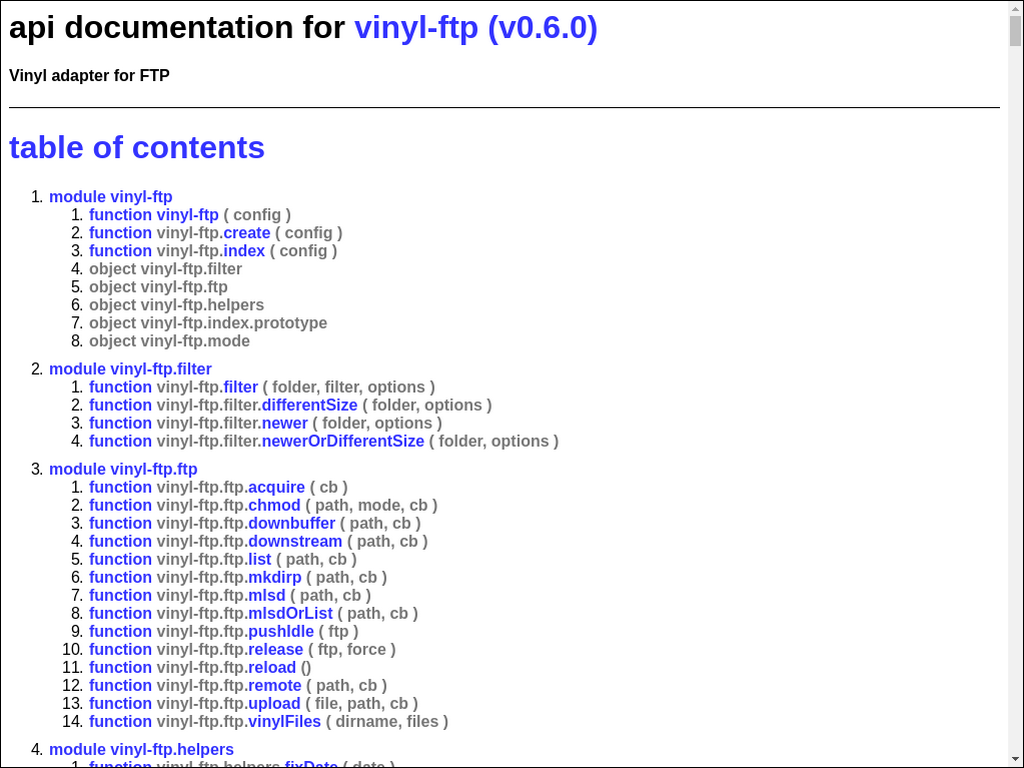 api documentation for vinyl-ftp (v0.6.0)
Vinyl adapter for FTP
table of contents
1. module vinyl-ftp
1. function vinyl-ftp ( config )
2. function vinyl-ftp.create ( config )
3. function vinyl-ftp.index ( config )
4. object vinyl-ftp.filter
5. object vinyl-ftp.ftp
6. object vinyl-ftp.helpers
7. object vinyl-ftp.index.prototype
8. object vinyl-ftp.mode
2. module vinyl-ftp.filter
1. function vinyl-ftp.filter ( folder, filter, options )
2. function vinyl-ftp.filter.differentSize ( folder, options )
3. function vinyl-ftp.filter.newer ( folder, options )
4. function vinyl-ftp.filter.newerOrDifferentSize ( folder, options )
3. module vinyl-ftp.ftp
1. function vinyl-ftp.ftp.acquire ( cb )
2. function vinyl-ftp.ftp.chmod ( path, mode, cb )
3. function vinyl-ftp.ftp.downbuffer ( path, cb )
4. function vinyl-ftp.ftp.downstream ( path, cb )
5. function vinyl-ftp.ftp.list ( path, cb )
6. function vinyl-ftp.ftp.mkdirp ( path, cb )
7. function vinyl-ftp.ftp.mlsd ( path, cb )
8. function vinyl-ftp.ftp.mlsdOrList ( path, cb )
9. function vinyl-ftp.ftp.pushIdle ( ftp )
10. function vinyl-ftp.ftp.release ( ftp, force )
11. function vinyl-ftp.ftp.reload ()
12. function vinyl-ftp.ftp.remote ( path, cb )
13. function vinyl-ftp.ftp.upload ( file, path, cb )
14. function vinyl-ftp.ftp.vinylFiles ( dirname, files )
4. module vinyl-ftp.helpers
1. function vinyl-ftp.helpers.fixDate ( date )